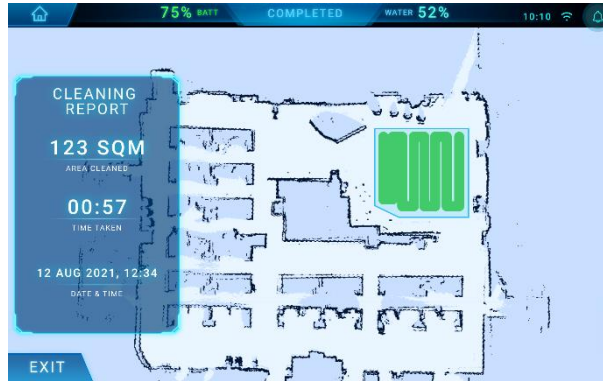 75% BATT
COMPLETED
WATER 52%
10:10
CLEANING
REPORT
123 SQM
AREA CLEANED
00:57
TIME TAKEN
12 AUG 2021, 12:34
DATE & TIME
EXIT